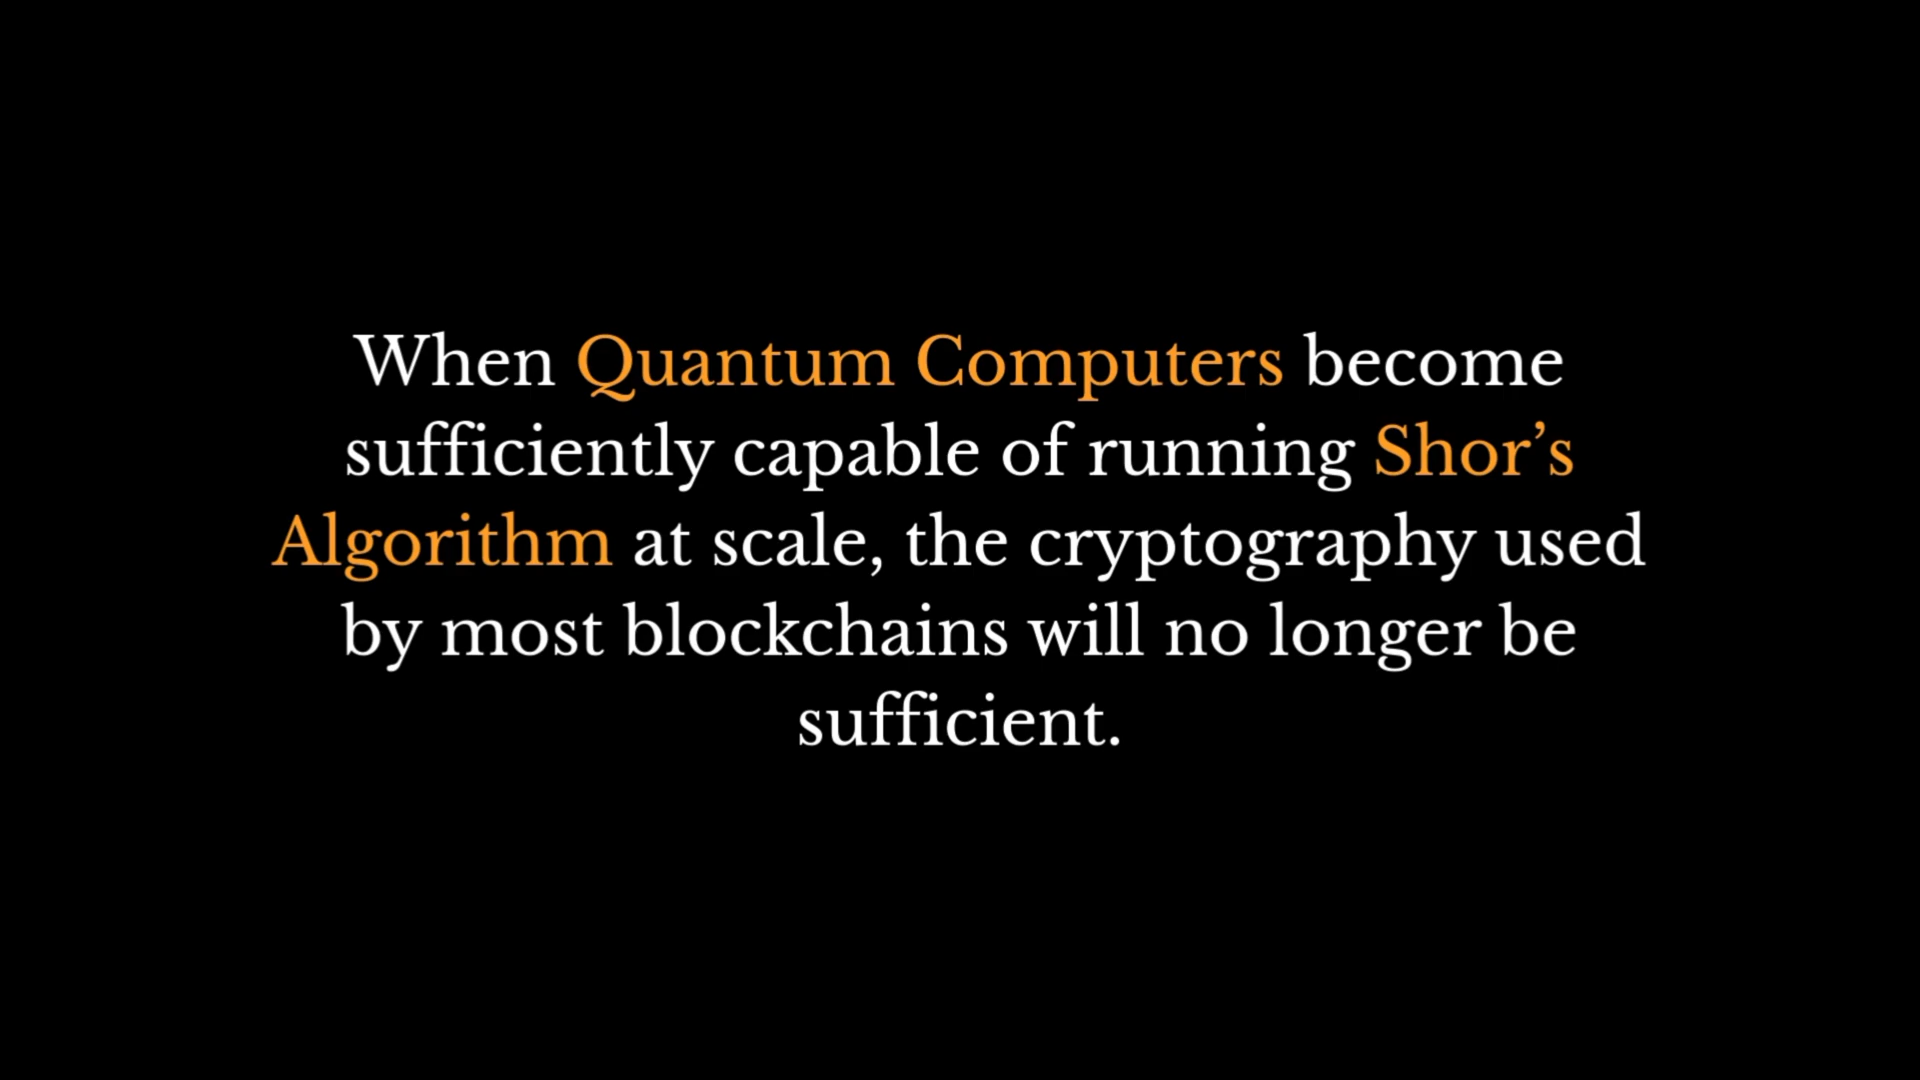 When Quantum Computers become
sufficiently capable of running Shor’s
Algorithm at scale, the cryptography used
by most blockchains will no longer be
sufficient.